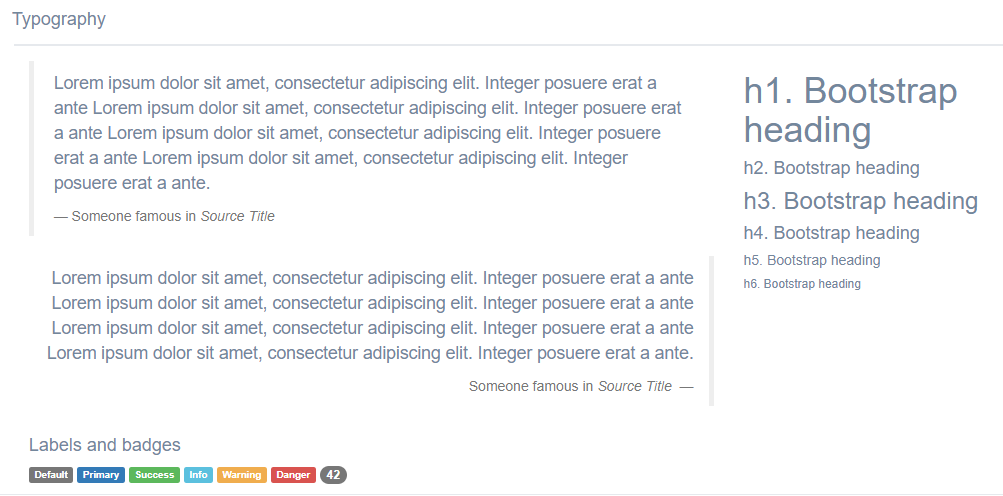 Typography
Lorem ipsum dolor sit amet, consectetur adipiscing elit. Integer posuere erat a
ante Lorem ipsum dolor sit amet, consectetur adipiscing elit. Integer posuere erat
a ante Lorem ipsum dolor sit amet, consectetur adipiscing elit. Integer posuere
erat a ante Lorem ipsum dolor sit amet, consectetur adipiscing elit. Integer
posuere erat a ante.
— Someone famous in Source Title
Lorem ipsum dolor sit amet, consectetur adipiscing elit. Integer posuere erat a ante
Lorem ipsum dolor sit amet, consectetur adipiscing elit. Integer posuere erat a ante
Lorem ipsum dolor sit amet, consectetur adipiscing elit. Integer posuere erat a ante
Lorem ipsum dolor sit amet, consectetur adipiscing elit. Integer posuere erat a ante.
Someone famous in Source Title —
h1. Bootstrap
heading
h2. Bootstrap heading
h3. Bootstrap heading
h4. Bootstrap heading
h5. Bootstrap heading
h6. Bootstrap heading
Labels and badges
Default Primary Success Info Warning Danger 42